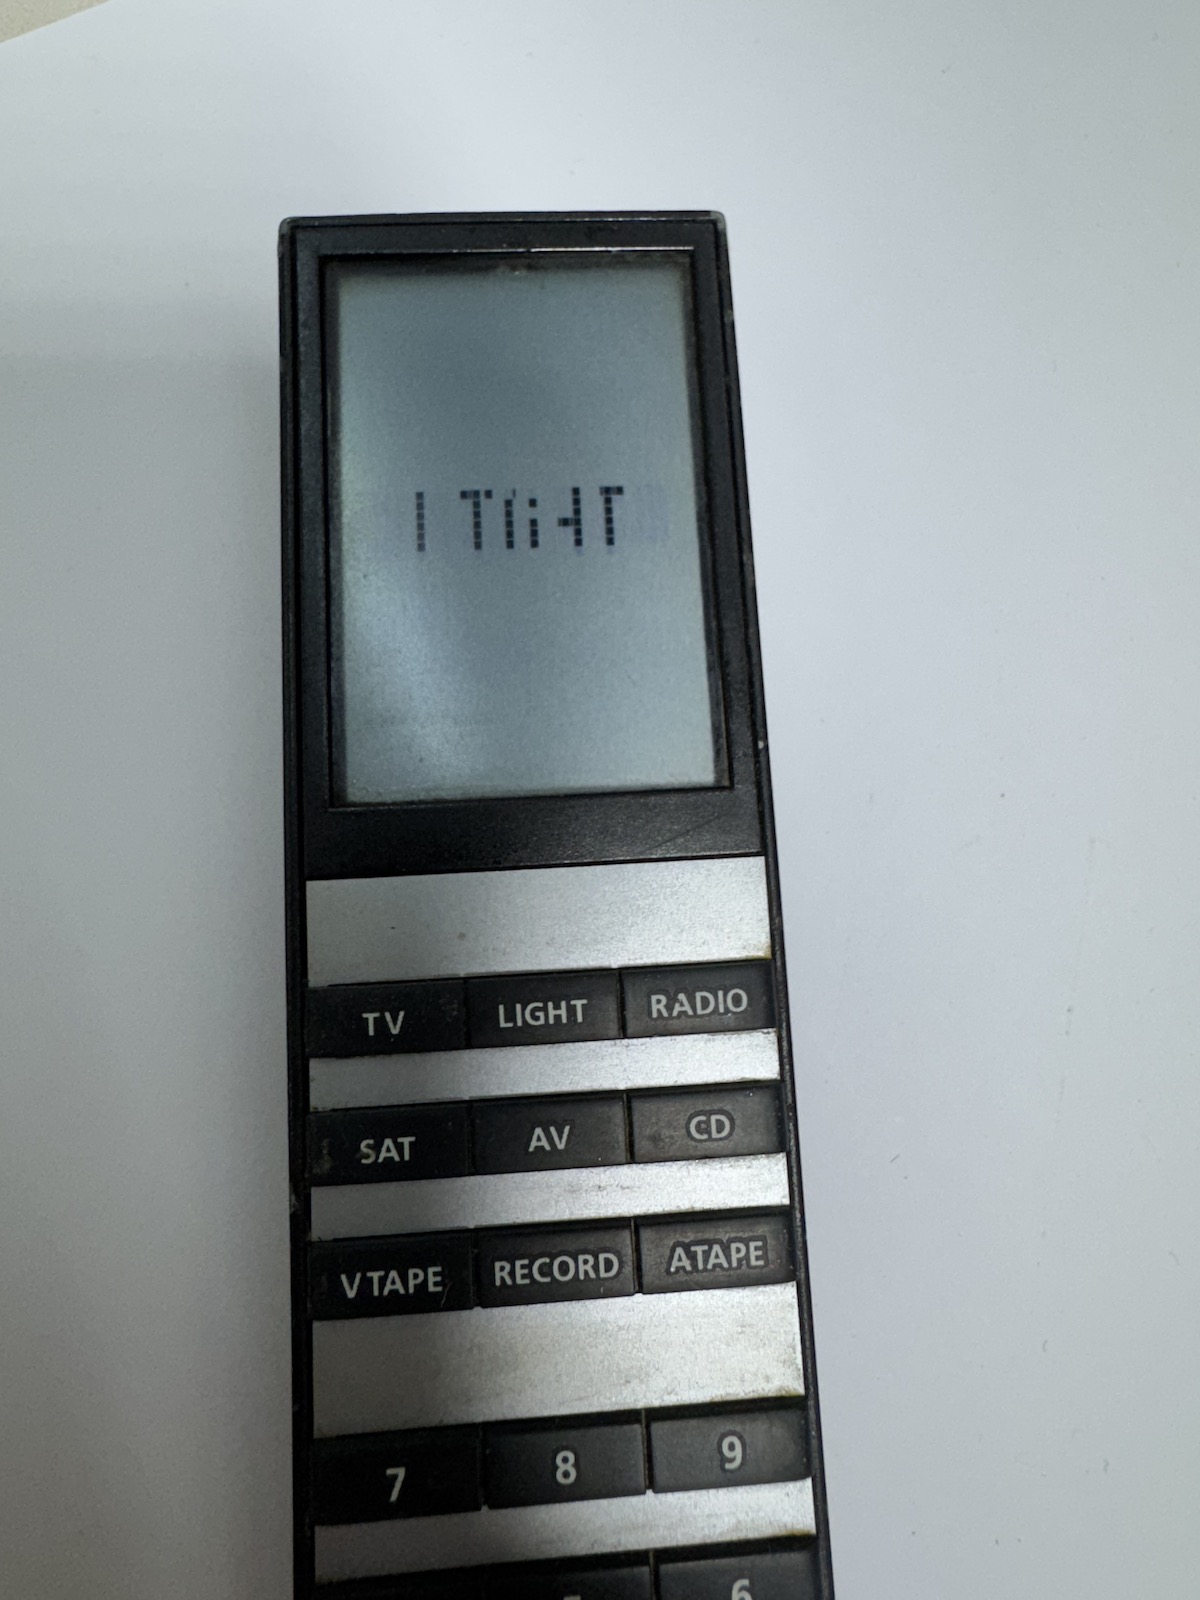 TV LIGHT RADIO
SAT AV CD
V TAPE RECORD A TAPE
7 8 9
6